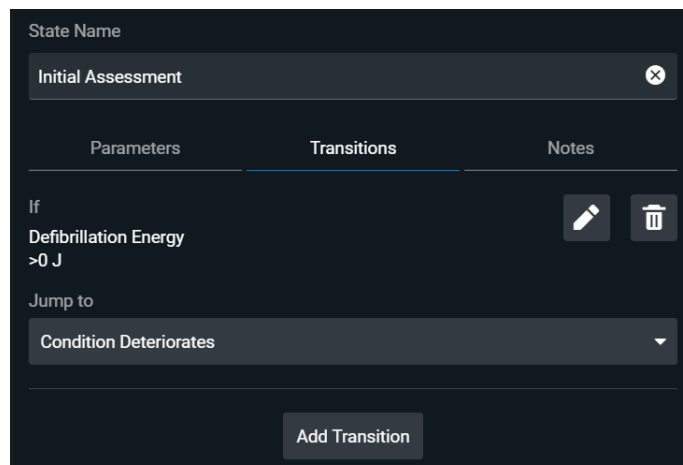 State Name
Initial Assessment
Parameters Transitions Notes
If
Defibrillation Energy
>0 J
Jump to
Condition Deteriorates
Add Transition